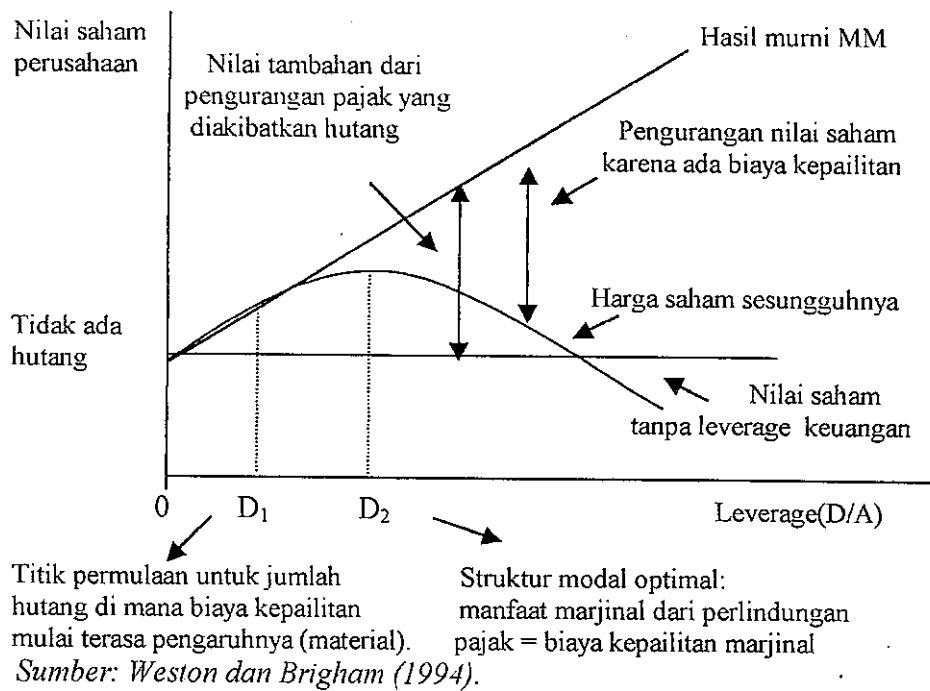 Nilai saham
perusahaan
Hasil murni MM
Nilai tambahan dari
pengurangan pajak yang
diakibatkan hutang
Pengurangan nilai saham
karena ada biaya kepailitan
Harga saham sesungguhnya
Tidak ada
hutang
Nilai saham
tanpa leverage keuangan
0 D₁ D₂ Leverage(D/A)
Titik permulaan untuk jumlah
hutang di mana biaya kepailitan
mulai terasa pengaruhnya (material).
Struktur modal optimal:
manfaat marjinal dari perlindungan
pajak = biaya kepailitan marjinal
Sumber: Weston dan Brigham (1994).